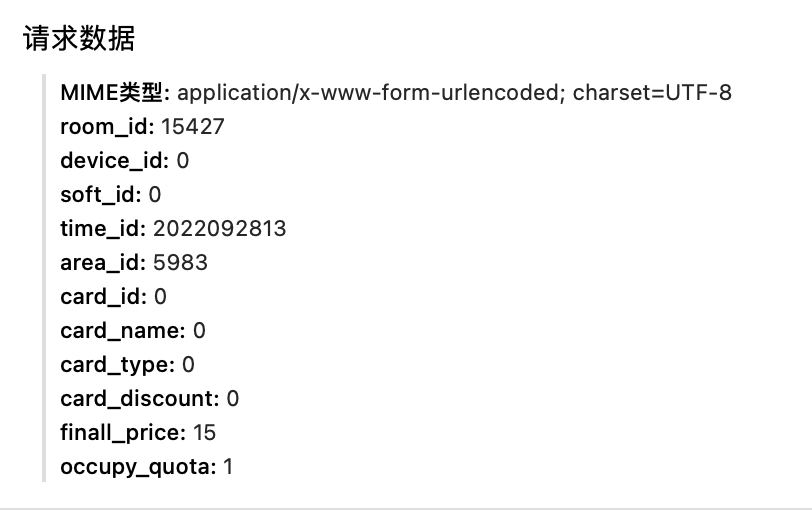 请求数据
MIME类型: application/x-www-form-urlencoded; charset=UTF-8
room_id: 15427
device_id: 0
soft_id: 0
time_id: 2022092813
area_id: 5983
card_id: 0
card_name: 0
card_type: 0
card_discount: 0
finall_price: 15
occupy_quota: 1